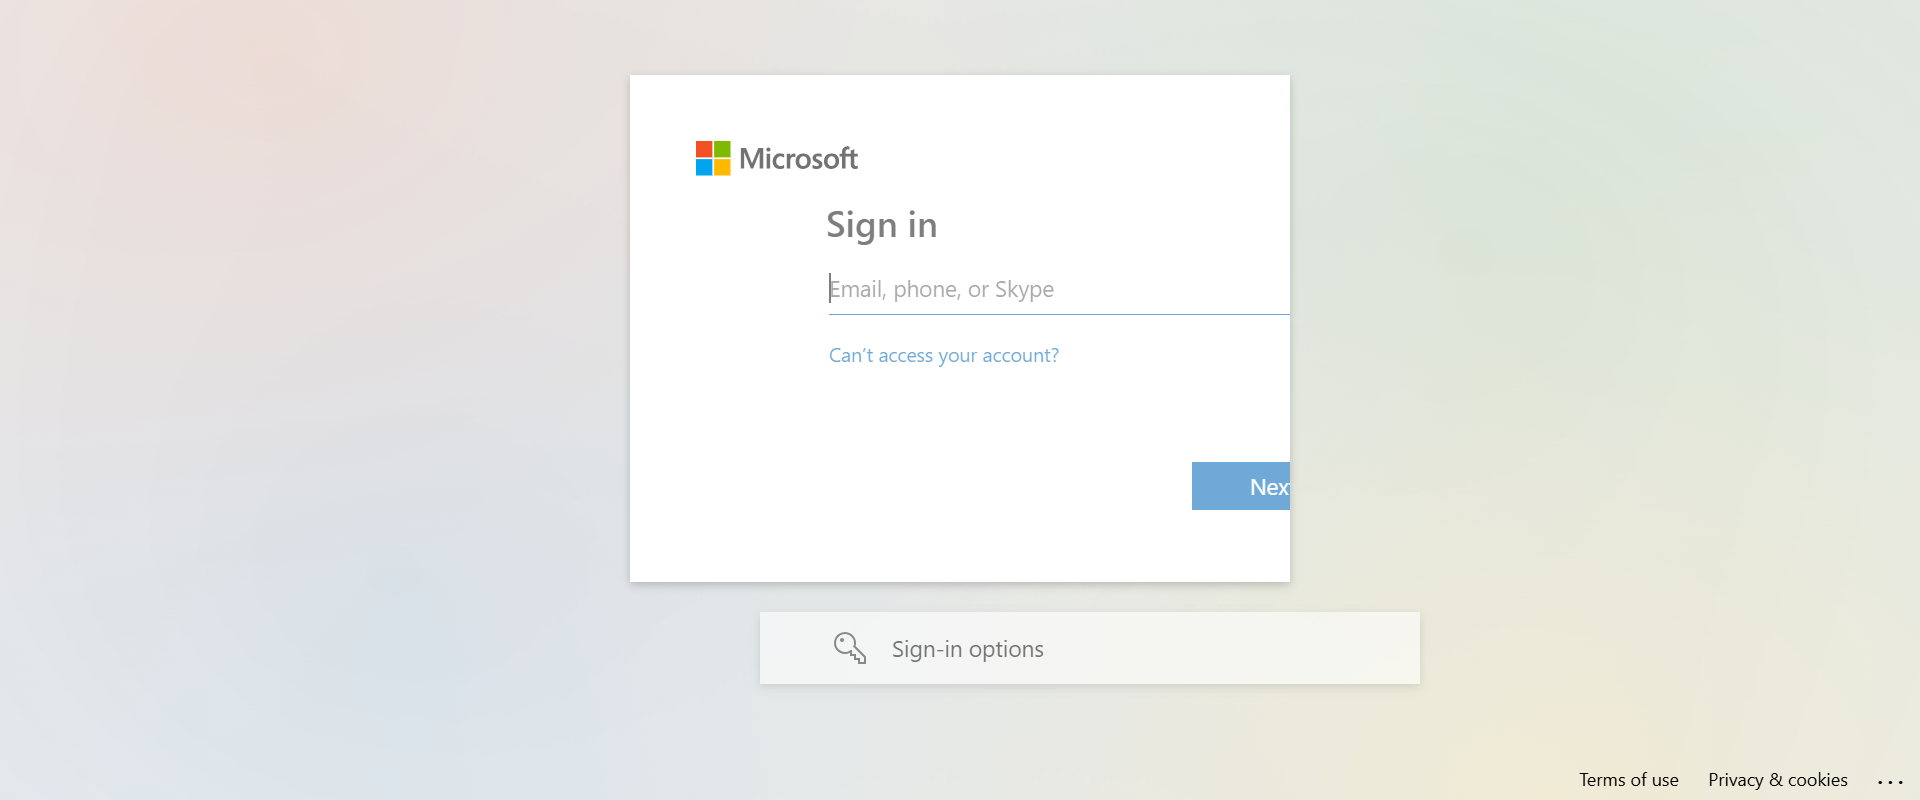 Microsoft
Sign in
Email, phone, or Skype
Can't access your account?
Nex
Sign-in options
Terms of use
Privacy & cookies
...